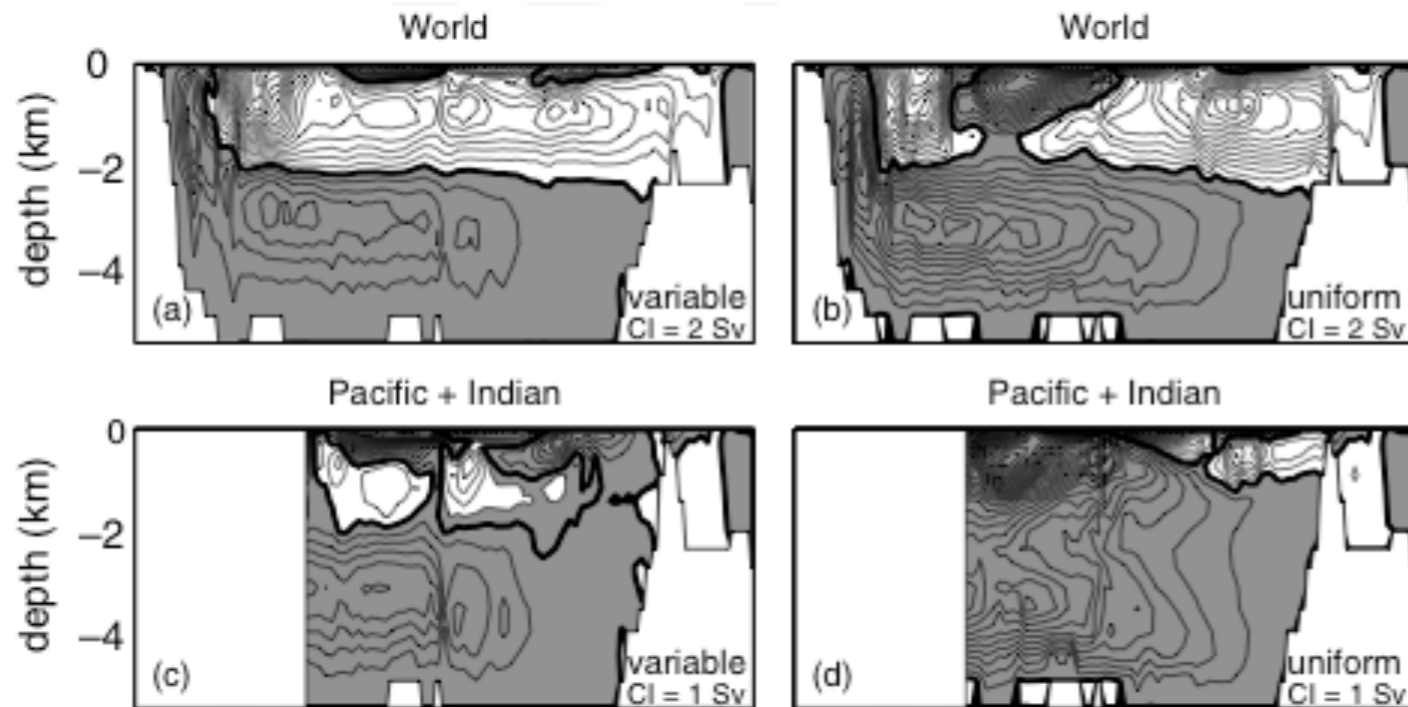 World
World
0
depth (km)
−2
−4
(a)
variable
CI = 2 Sv
(b)
uniform
CI = 2 Sv
Pacific + Indian
Pacific + Indian
0
depth (km)
−2
−4
(c)
variable
CI = 1 Sv
(d)
uniform
CI = 1 Sv